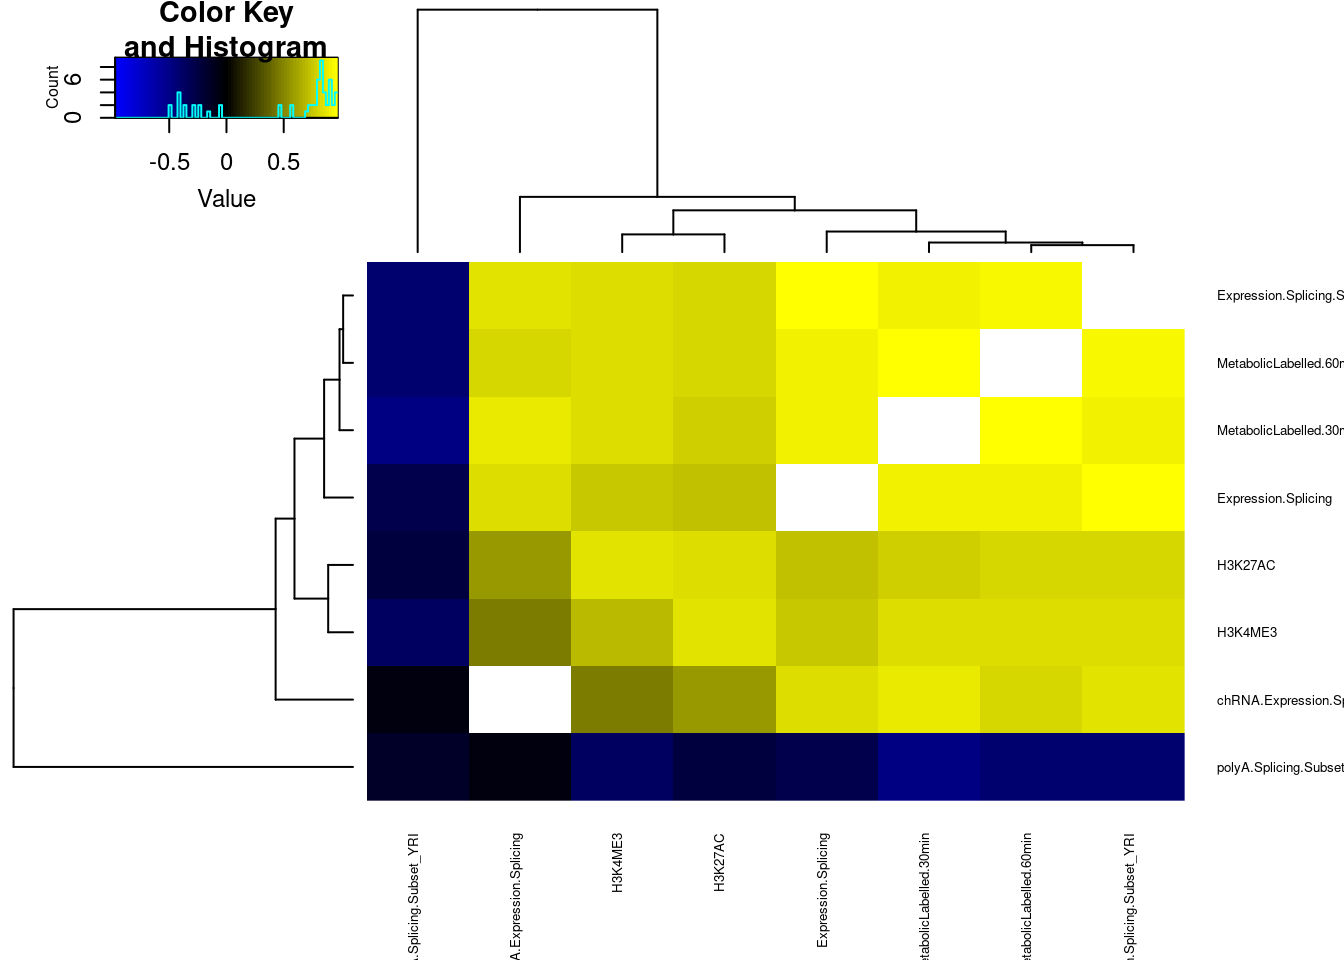 Color Key
and Histogram
Count
0 6
-0.5 0 0.5
Value
Expression.Splicing.S
MetabolicLabelled.60
MetabolicLabelled.30
Expression.Splicing
H3K27AC
H3K4ME3
chRNA.Expression.Sp
polyA.Splicing.Subset
.Splicing.Subset_YRI
A.Expression.Splicing
H3K4ME3
H3K27AC
Expression.Splicing
etabolicLabelled.30min
etabolicLabelled.60min
.Splicing.Subset_YRI